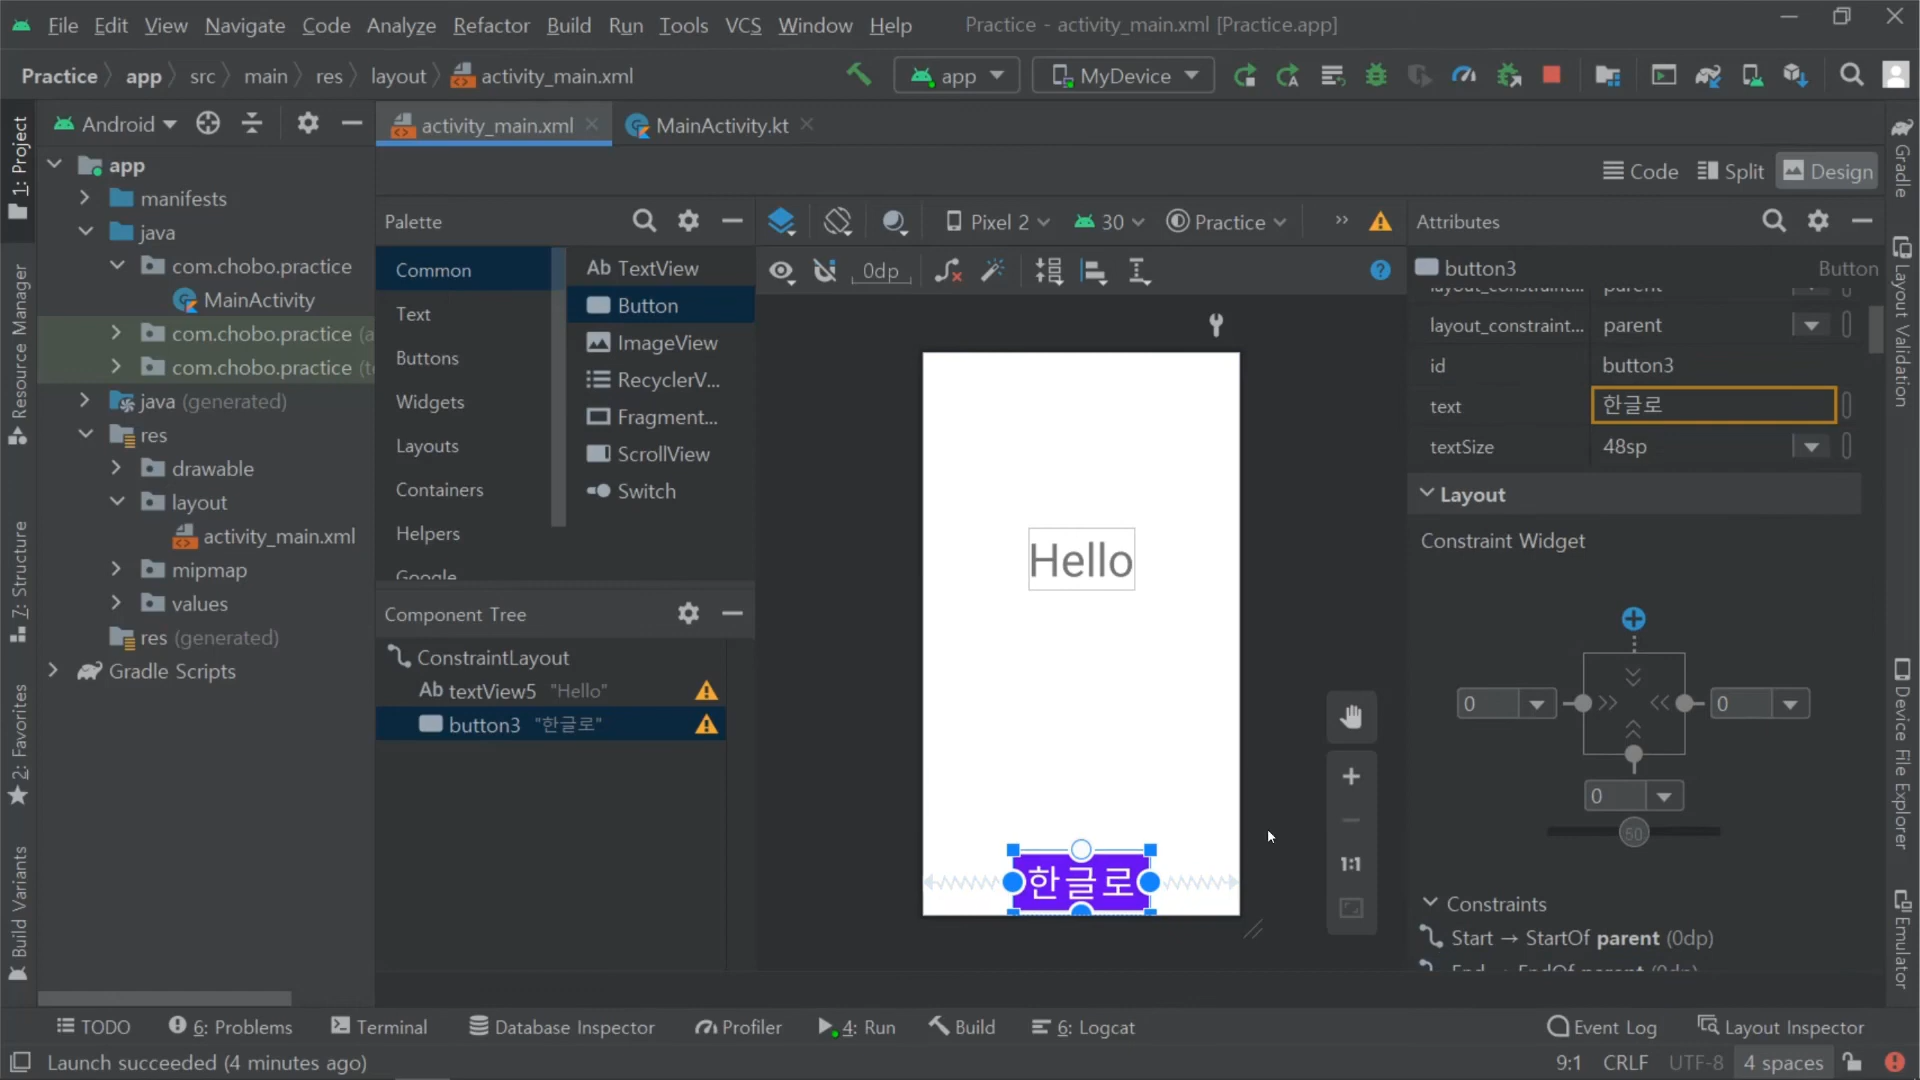 File Edit View Navigate Code Analyze Refactor Build Run Tools VCS Window Help Practice - activity_main.xml [Practice.app]
Practice app src main res layout activity_main.xml app MyDevice
Android activity_main.xml MainActivity.kt
Code Split Design
1: Project
Resource Manager
7: Structure
2: Favorites
Build Variants
app
manifests
java
com.chobo.practice
MainActivity
com.chobo.practice (a
com.chobo.practice (t
java (generated)
res
drawable
layout
activity_main.xml
mipmap
values
res (generated)
Gradle Scripts
Palette
Common
Text
Buttons
Widgets
Layouts
Containers
Helpers
Google
Ab TextView
Button
ImageView
RecyclerV...
Fragment...
ScrollView
Switch
Component Tree
ConstraintLayout
Ab textView5 "Hello"
button3 "한글로"
Pixel 2 30 Practice
0dp
Hello
한글로
1:1
Attributes
button3 Button
layout_constraint... parent
layout_constraint... parent
id button3
text 한글로
textSize 48sp
Layout
Constraint Widget
0 0
0
50
Constraints
Start → StartOf parent (0dp)
End → EndOf parent (0dp)
Gradle
Layout Validation
Device File Explorer
Emulator
TODO 6: Problems Terminal Database Inspector Profiler 4: Run Build 6: Logcat Event Log Layout Inspector
Launch succeeded (4 minutes ago) 9:1 CRLF UTF-8 4 spaces